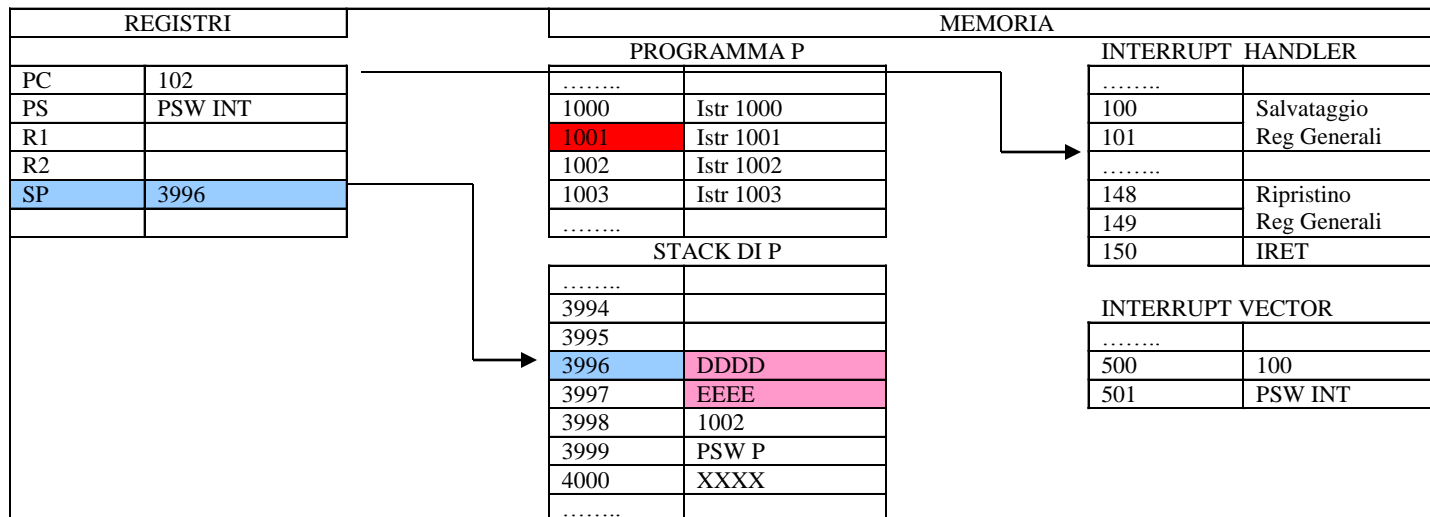 REGISTRI MEMORIA
PROGRAMMA P INTERRUPT HANDLER
PC 102 …….. ……..
PS PSW INT 1000 Istr 1000 100 Salvataggio
R1 1001 Istr 1001 101 Reg Generali
R2 1002 Istr 1002 ……..
SP 3996 1003 Istr 1003 148 Ripristino
…….. 149 Reg Generali
STACK DI P 150 IRET
……..
3994 INTERRUPT VECTOR
3995 ……..
3996 DDDD 500 100
3997 EEEE 501 PSW INT
3998 1002
3999 PSW P
4000 XXXX
……..